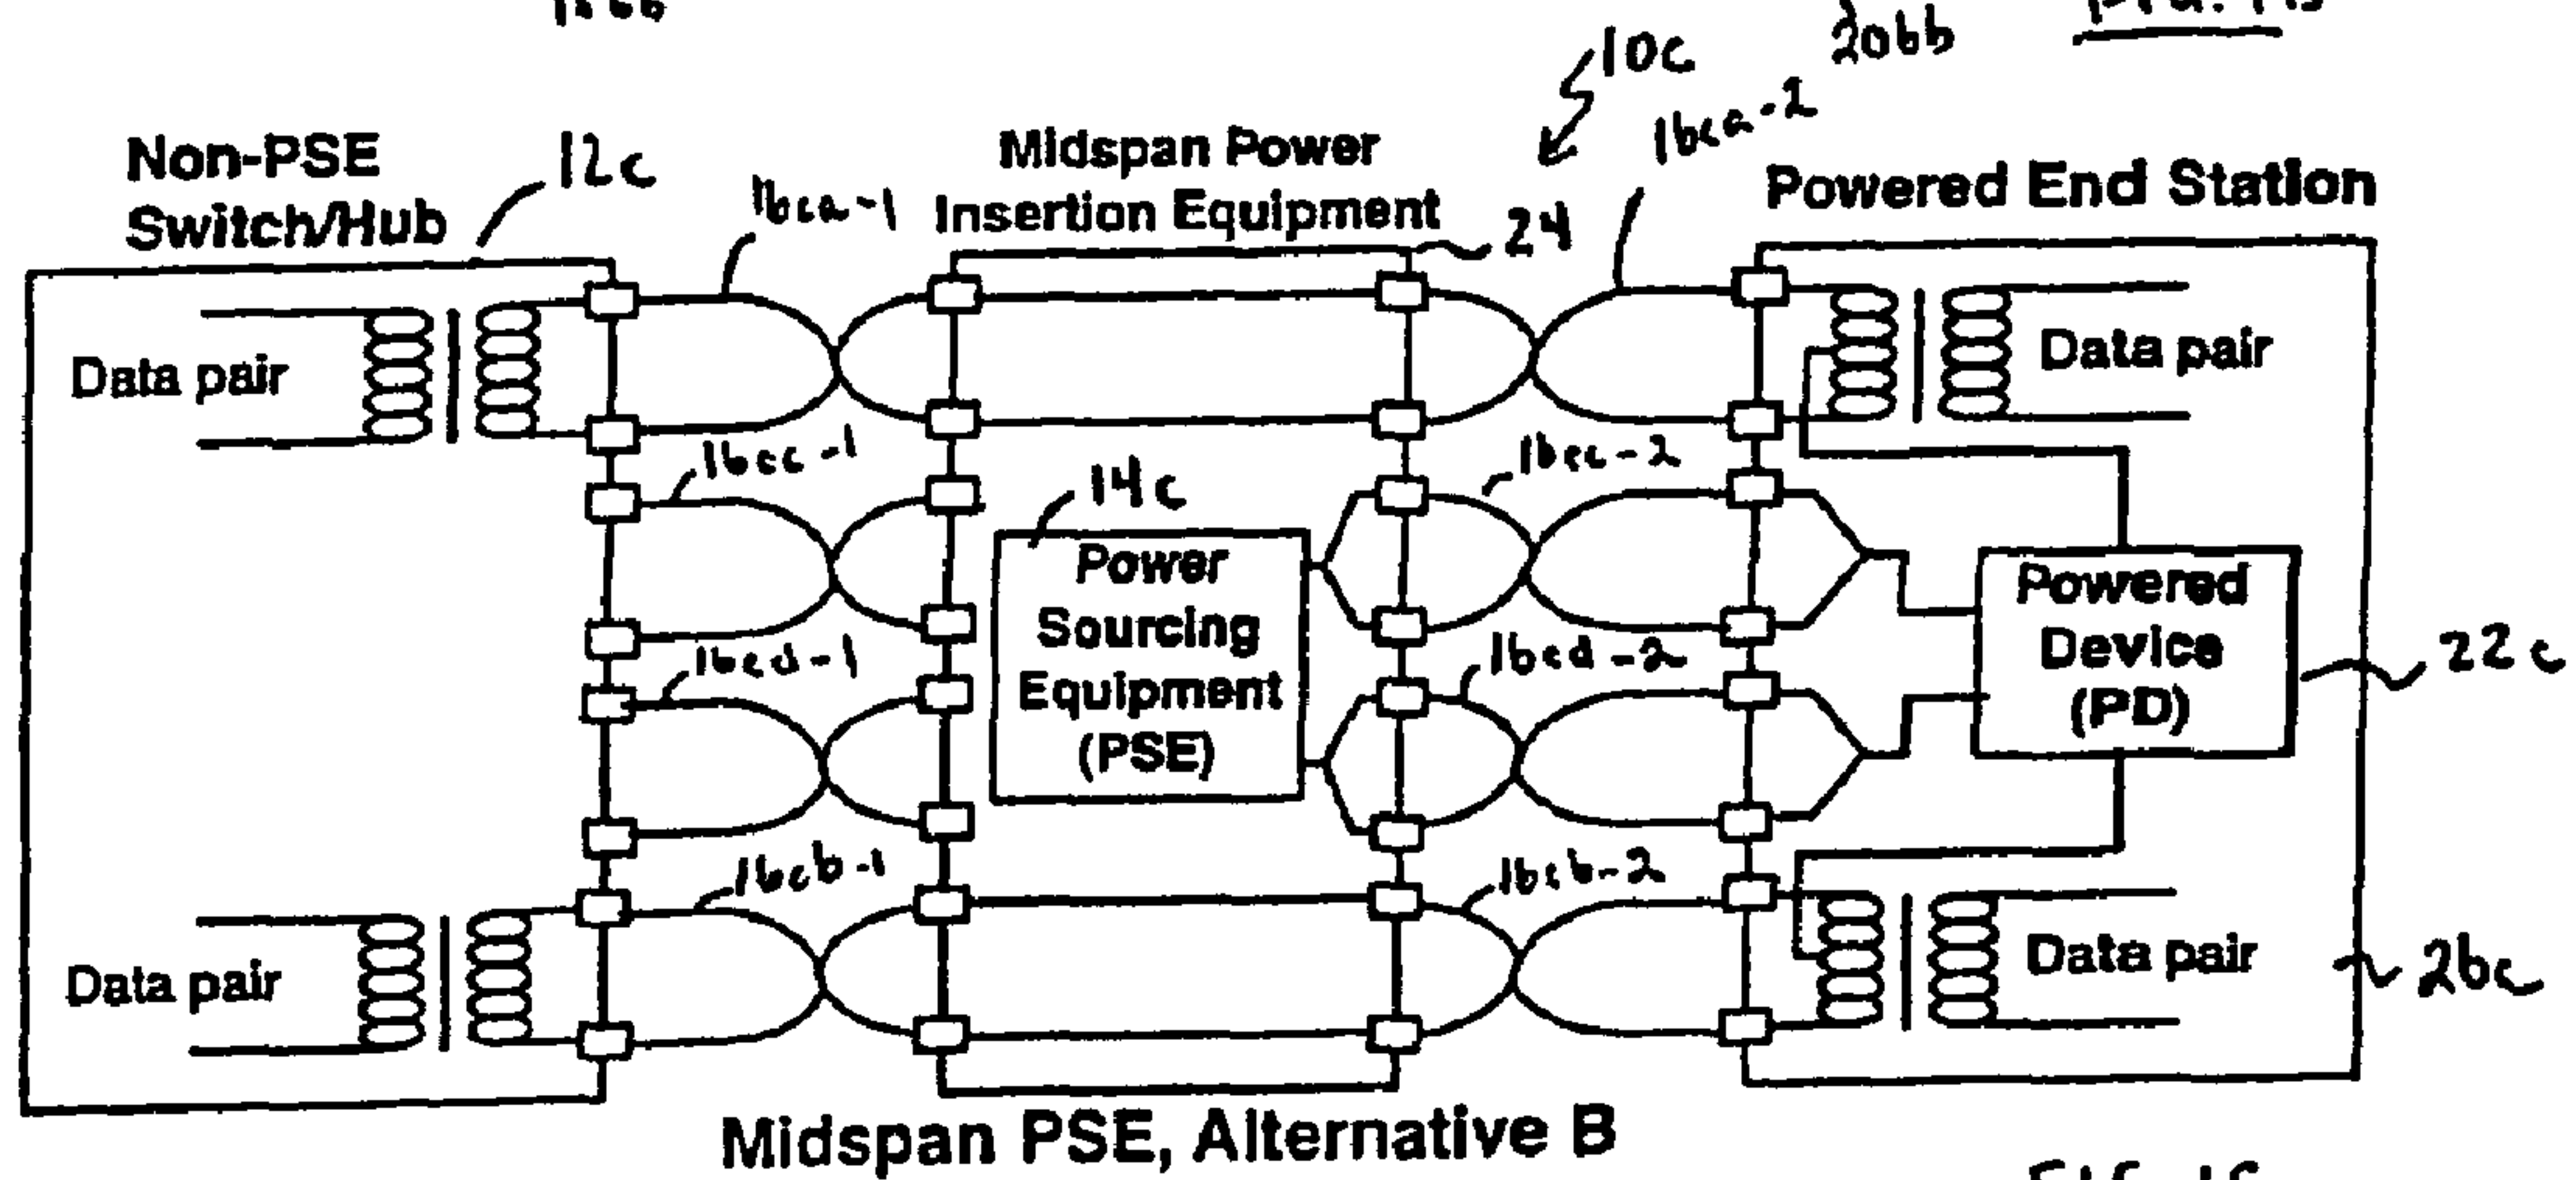 20bb
10c
16ca-2
Non-PSE
Switch/Hub
12c
16ca-1
Midspan Power
Insertion Equipment
24
Powered End Station
Data pair
Data pair
16cc-1
14c
16cc-2
Power
Sourcing
Equipment
(PSE)
Powered
Device
(PD)
22c
16cd-1
16cd-2
16cb-1
16cb-2
Data pair
Data pair
26c
Midspan PSE, Alternative B